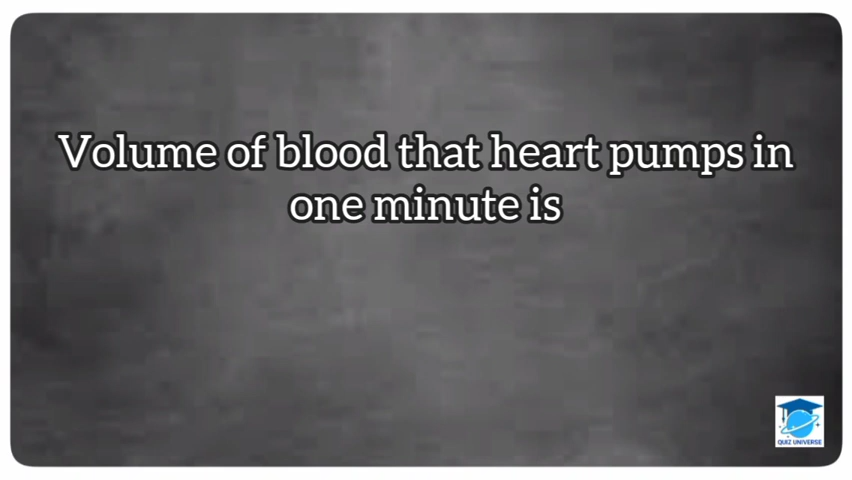 Volume of blood that heart pumps in
one minute is
QUIZ UNIVERSE